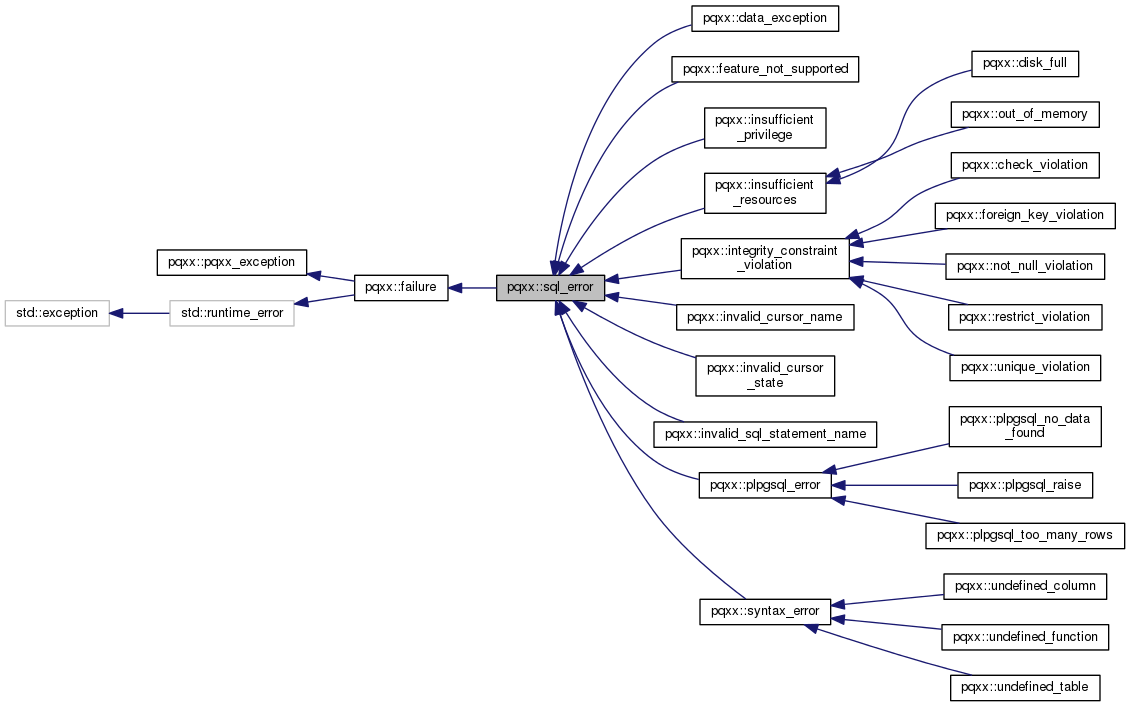 pqxx::data_exception
pqxx::feature_not_supported
pqxx::disk_full
pqxx::out_of_memory
pqxx::insufficient
_privilege
pqxx::check_violation
pqxx::insufficient
_resources
pqxx::foreign_key_violation
pqxx::integrity_constraint
_violation
pqxx::pqxx_exception
pqxx::not_null_violation
pqxx::failure
pqxx::sql_error
std::exception
std::runtime_error
pqxx::invalid_cursor_name
pqxx::restrict_violation
pqxx::invalid_cursor
_state
pqxx::unique_violation
pqxx::plpgsql_no_data
_found
pqxx::invalid_sql_statement_name
pqxx::plpgsql_error
pqxx::plpgsql_raise
pqxx::plpgsql_too_many_rows
pqxx::undefined_column
pqxx::syntax_error
pqxx::undefined_function
pqxx::undefined_table